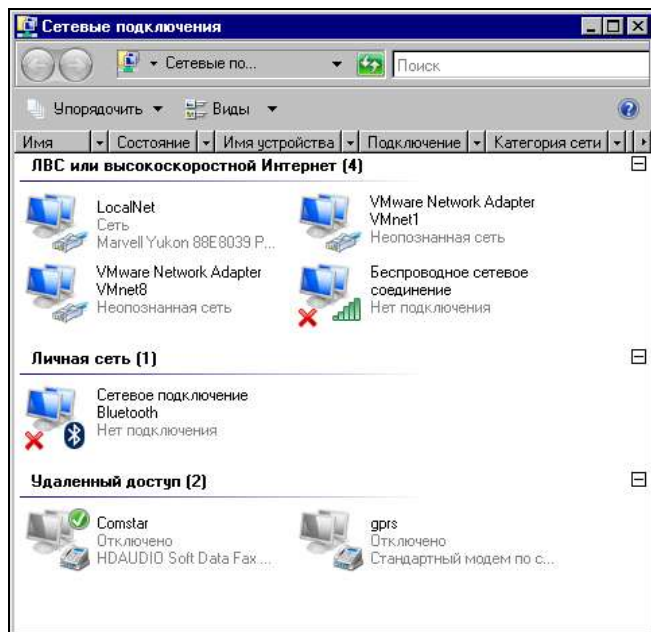 Сетевые подключения
Сетевые по...
Поиск
Упорядочить
Виды
Имя Состояние Имя устройства Подключение Категория сети
ЛВС или высокоскоростной Интернет (4)
LocalNet
Сеть
Marvell Yukon 88E8039 P...
VMware Network Adapter
VMnet1
Неопознанная сеть
VMware Network Adapter
VMnet8
Неопознанная сеть
Беспроводное сетевое
соединение
Нет подключения
Личная сеть (1)
Сетевое подключение
Bluetooth
Нет подключения
Удаленный доступ (2)
Comstar
Отключено
HDAUDIO Soft Data Fax ...
gprs
Отключено
Стандартный модем по с...